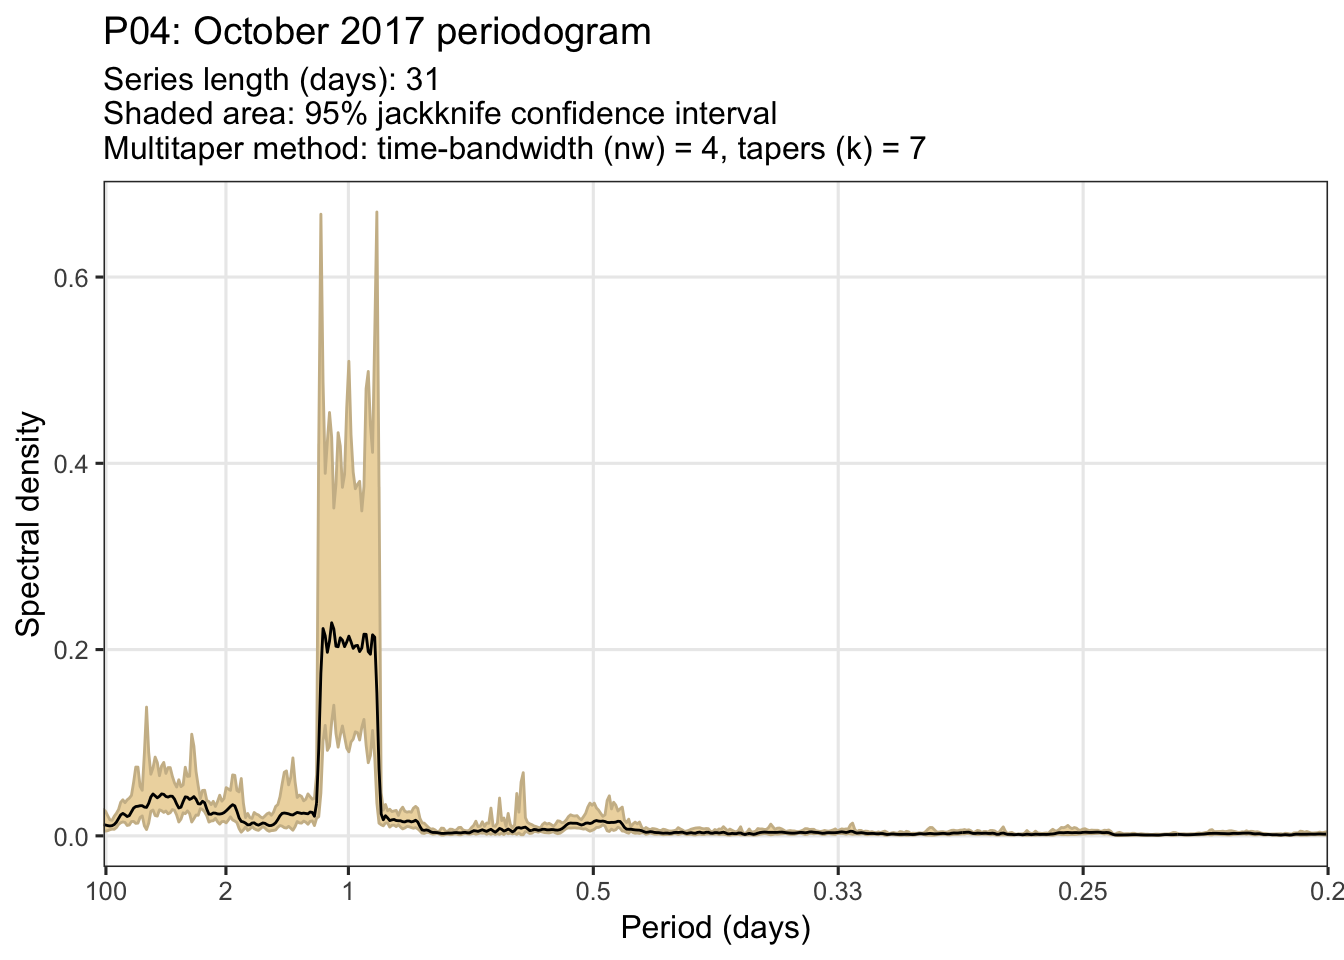 P04: October 2017 periodogram
Series length (days): 31
Shaded area: 95% jackknife confidence interval
Multitaper method: time-bandwidth (nw) = 4, tapers (k) = 7
Spectral density
0.6
0.4
0.2
0.0
100 2 1 0.5 0.33 0.25 0.2
Period (days)